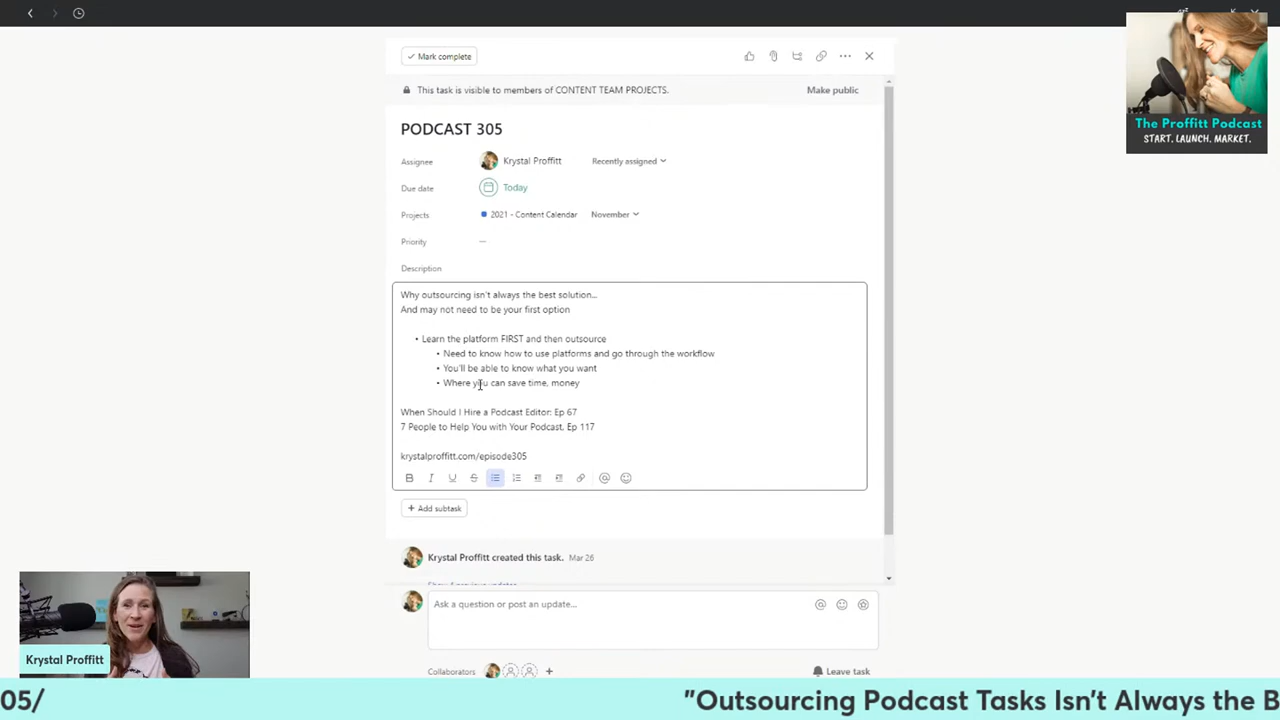 Mark complete
This task is visible to members of CONTENT TEAM PROJECTS.
Make public
The Proffitt Podcast
START. LAUNCH. MARKET.
PODCAST 305
Assignee
Krystal Proffitt
Recently assigned
Due date
Today
Projects
2021 - Content Calendar
November
Priority
—
Description
Why outsourcing isn't always the best solution...
And may not need to be your first option
• Learn the platform FIRST and then outsource
• Need to know how to use platforms and go through the workflow
• You'll be able to know what you want
• Where you can save time, money
When Should I Hire a Podcast Editor: Ep 67
7 People to Help You with Your Podcast, Ep 117
krystalproffitt.com/episode305
B I U S
+ Add subtask
Krystal Proffitt created this task. Mar 26
Ask a question or post an update...
Krystal Proffitt
Collaborators
Leave task
05/
"Outsourcing Podcast Tasks Isn't Always the B